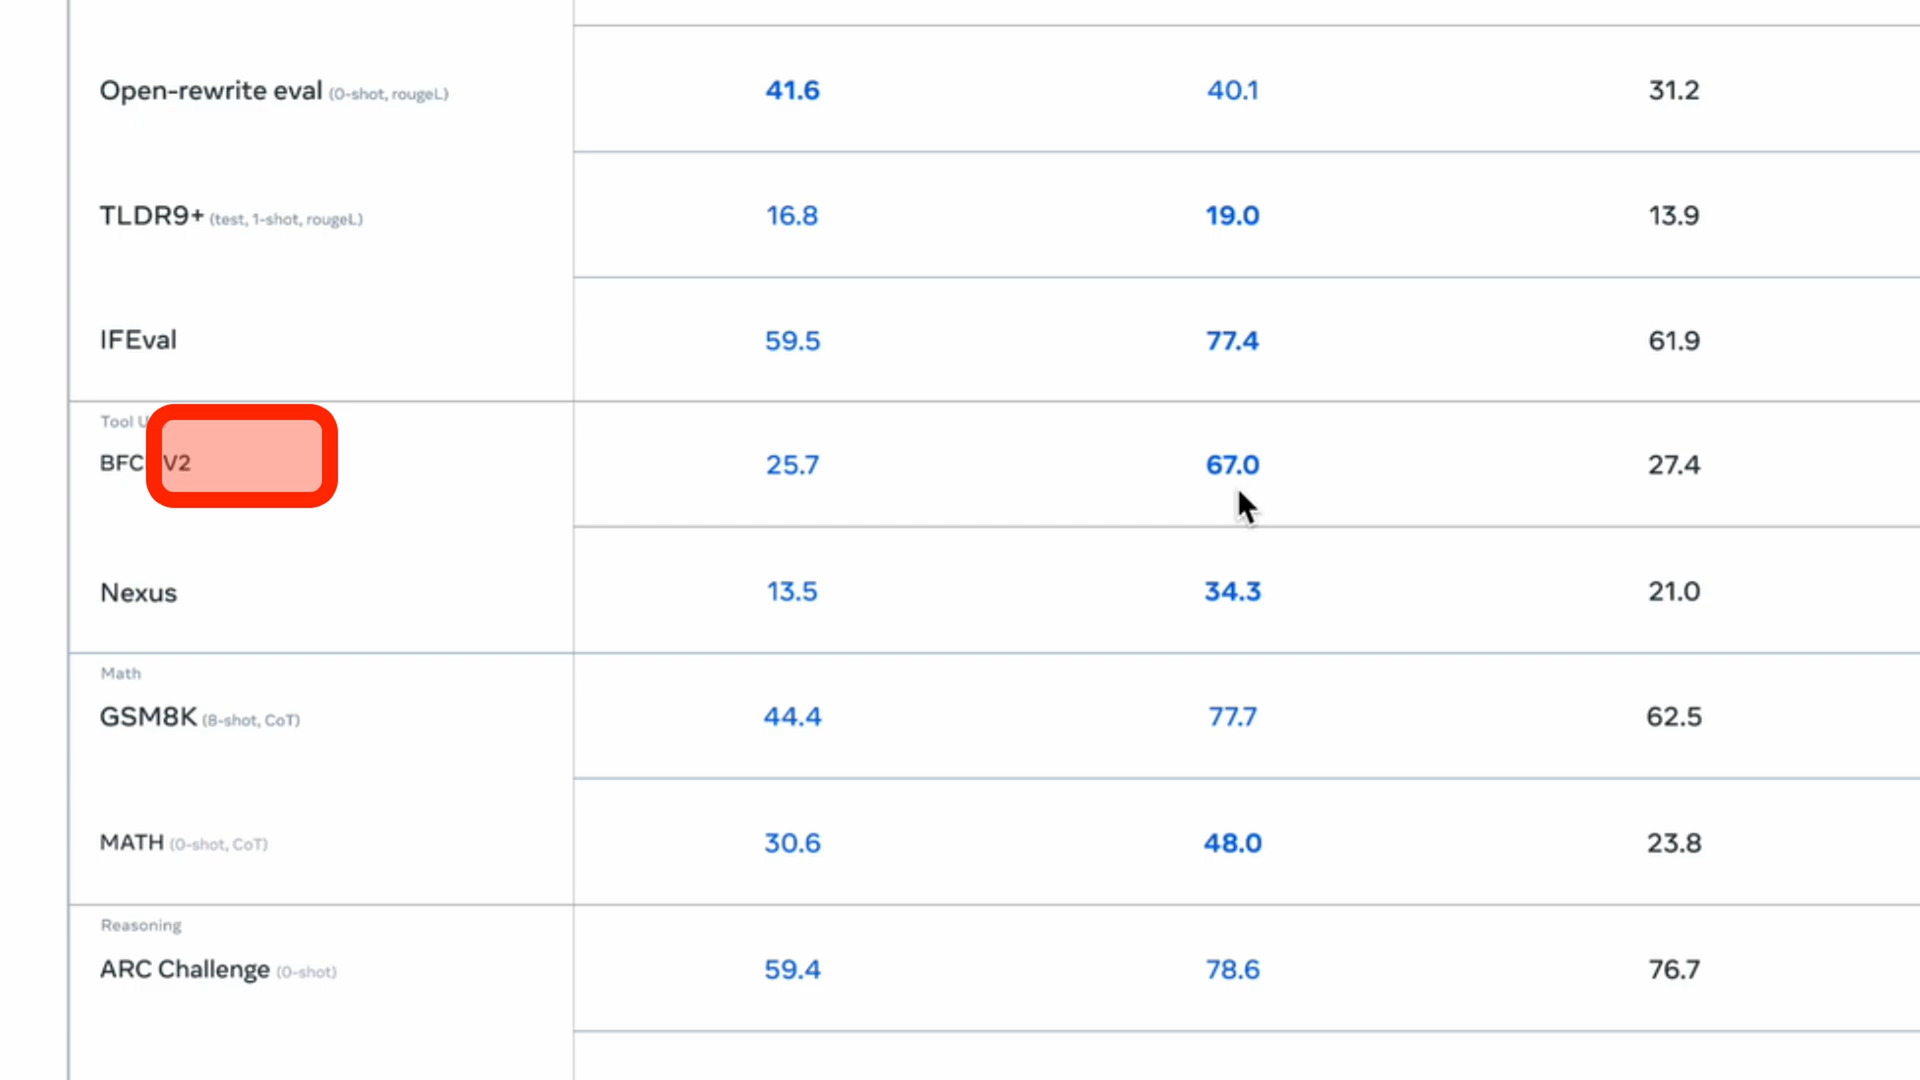 Open-rewrite eval (0-shot, rougeL) 41.6 40.1 31.2
TLDR9+ (test, 1-shot, rougeL) 16.8 19.0 13.9
IFEval 59.5 77.4 61.9
Tool
BFC V2 25.7 67.0 27.4
Nexus 13.5 34.3 21.0
Math
GSM8K (8-shot, CoT) 44.4 77.7 62.5
MATH (0-shot, CoT) 30.6 48.0 23.8
Reasoning
ARC Challenge (0-shot) 59.4 78.6 76.7